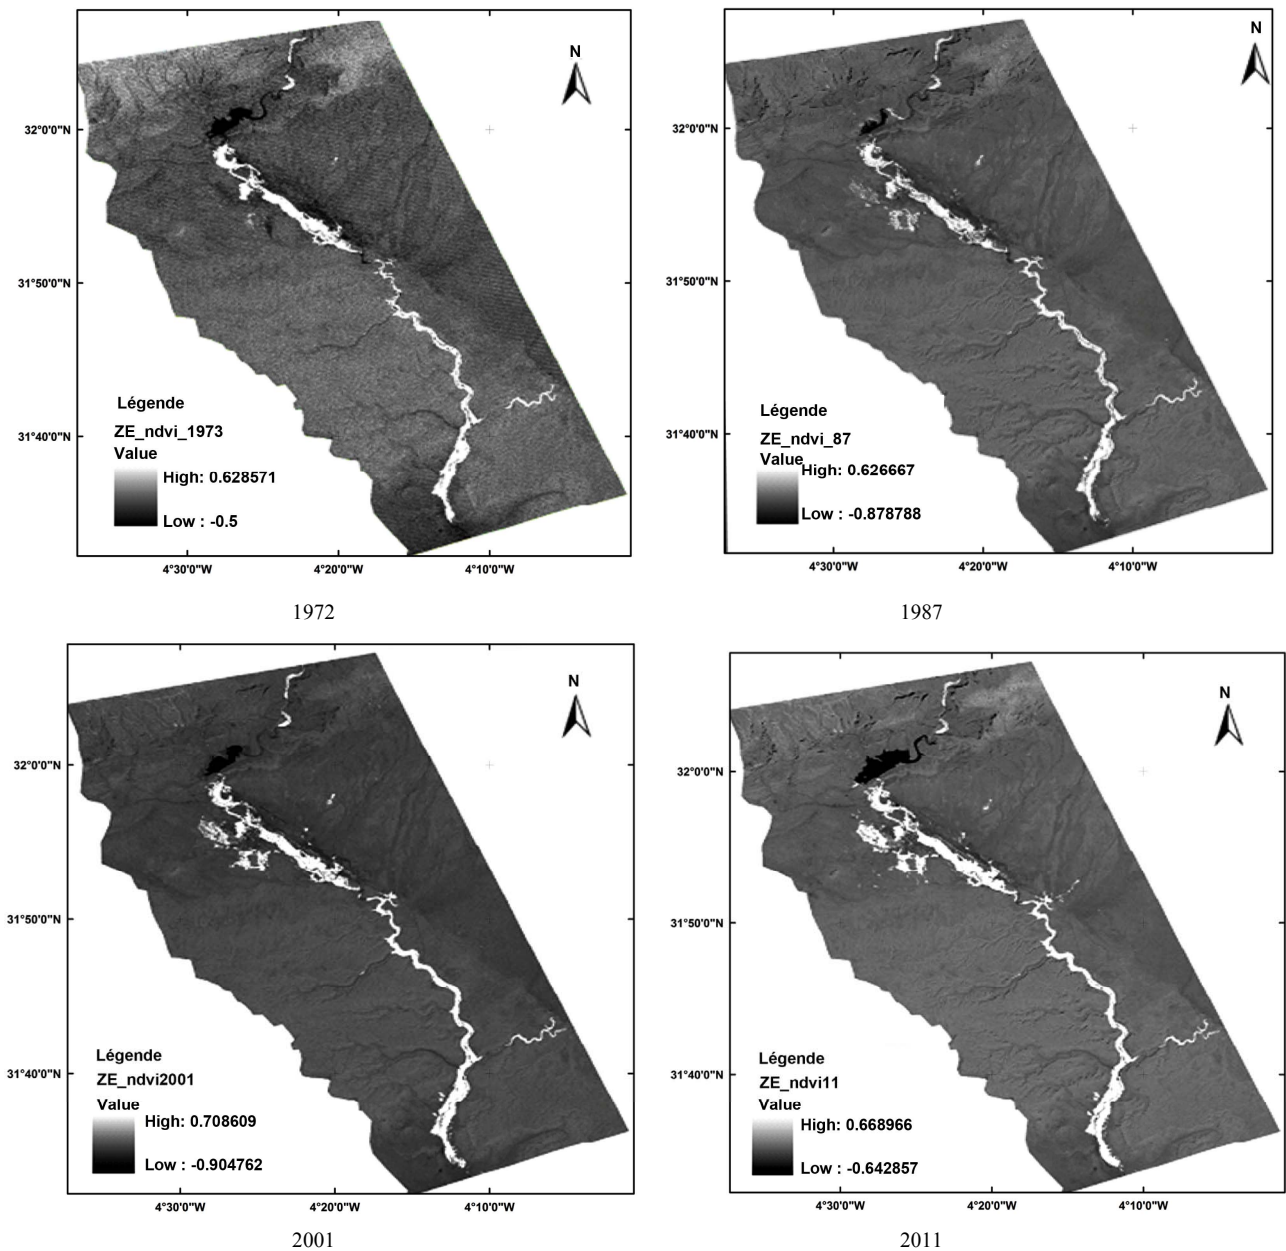 N
32°0'0"N
31°50'0"N
31°40'0"N
Légende
ZE_ndvi_1973
Value
High: 0.628571
Low : -0.5
4°30'0"W
4°20'0"W
4°10'0"W
1972
N
32°0'0"N
31°50'0"N
31°40'0"N
Légende
ZE_ndvi_87
Value
High: 0.626667
Low : -0.878788
4°30'0"W
4°20'0"W
4°10'0"W
1987
N
32°0'0"N
31°50'0"N
31°40'0"N
Légende
ZE_ndvi2001
Value
High: 0.708609
Low : -0.904762
4°30'0"W
4°20'0"W
4°10'0"W
2001
N
32°0'0"N
31°50'0"N
31°40'0"N
Légende
ZE_ndvi11
Value
High: 0.668966
Low : -0.642857
4°30'0"W
4°20'0"W
4°10'0"W
2011